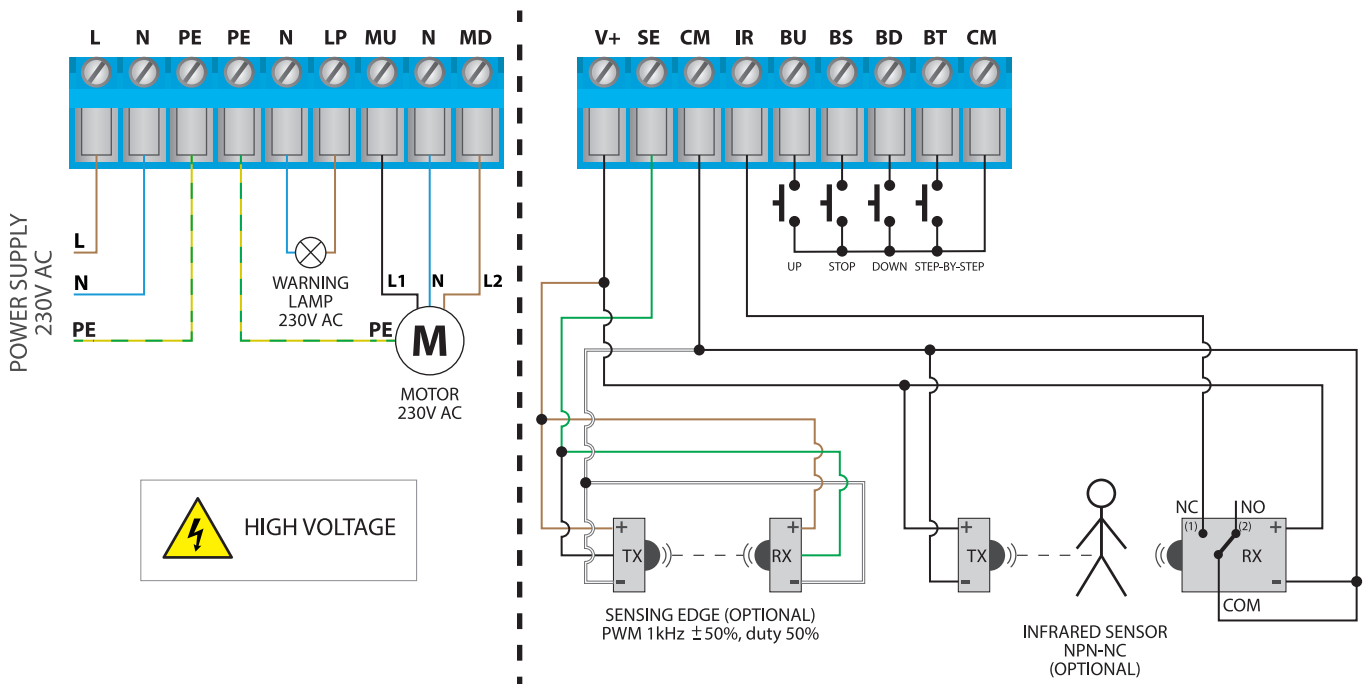 L N PE PE N LP MU N MD
V+ SE CM IR BU BS BD BT CM
POWER SUPPLY
230V AC
L
N
PE
WARNING
LAMP
230V AC
L1 N L2
PE
M
MOTOR
230V AC
HIGH VOLTAGE
UP STOP DOWN STEP-BY-STEP
+ TX -
+ RX -
SENSING EDGE (OPTIONAL)
PWM 1kHz ±50%, duty 50%
+ TX -
NC NO
(1) (2) +
RX
-
COM
INFRARED SENSOR
NPN-NC
(OPTIONAL)